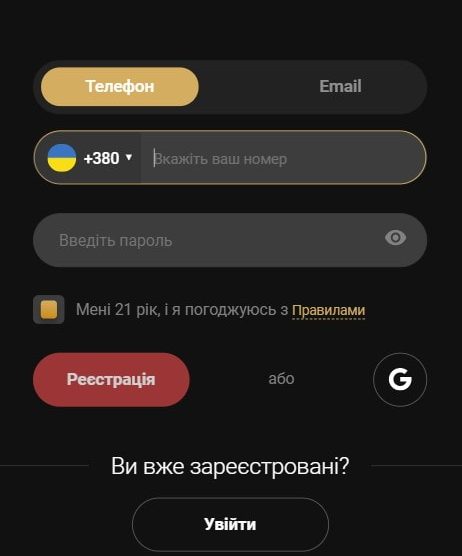 Телефон Email
+380 Вкажіть ваш номер
Введіть пароль
Мені 21 рік, і я погоджуюсь з Правилами
Реєстрація або G
Ви вже зареєстровані?
Увійти